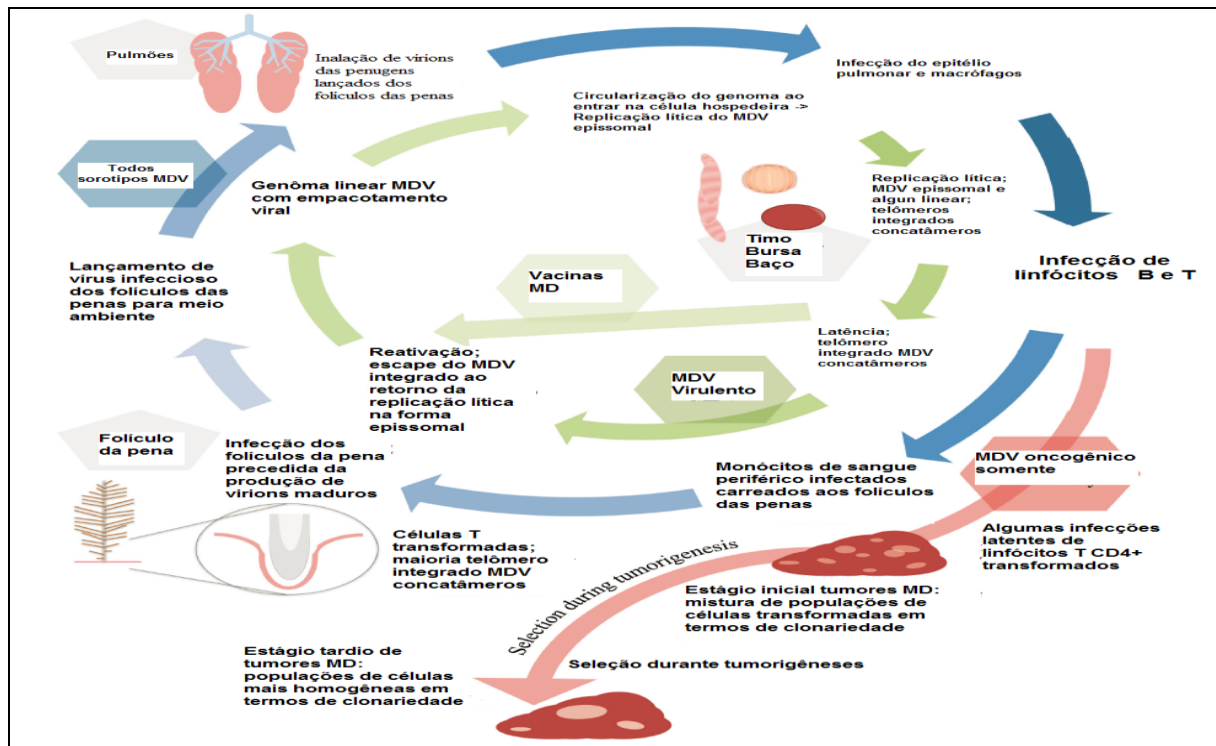 Pulmões
Inalação de vírions
das penugens
lançados dos
folículos das penas
Infecção do epitélio
pulmonar e macrófagos
Circularização do genoma ao
entrar na célula hospedeira ->
Replicação lítica do MDV
epissomal
Todos
sorotipos MDV
Genôma linear MDV
com empacotamento
viral
Replicação lítica;
MDV epissomal e
algun linear;
telômeros
integrados
concatâmeros
Timo
Bursa
Baço
Infecção de
linfócitos B e T
Lançamento de
vírus infeccioso
dos folículos das
penas para meio
ambiente
Vacinas
MD
Latência;
telômero
integrado MDV
concatâmeros
Reativação;
escape do MDV
integrado ao
retorno da
replicação lítica
na forma
epissomal
MDV
Virulento
Folículo
da pena
Infecção dos
folículos da pena
precedida da
produção de
virions maduros
Monócitos de sangue
periférico infectados
carreados aos folículos
das penas
MDV oncogênico
somente
Células T
transformadas;
maioria telômero
integrado MDV
concatâmeros
Algumas infecções
latentes de
linfócitos T CD4+
transformados
Selection during tumorigenesis
Estágio inicial tumores MD:
mistura de populações de
células transformadas em
termos de clonariedade
Estágio tardio de
tumores MD:
populações de células
mais homogêneas em
termos de clonariedade
Seleção durante tumorigêneses